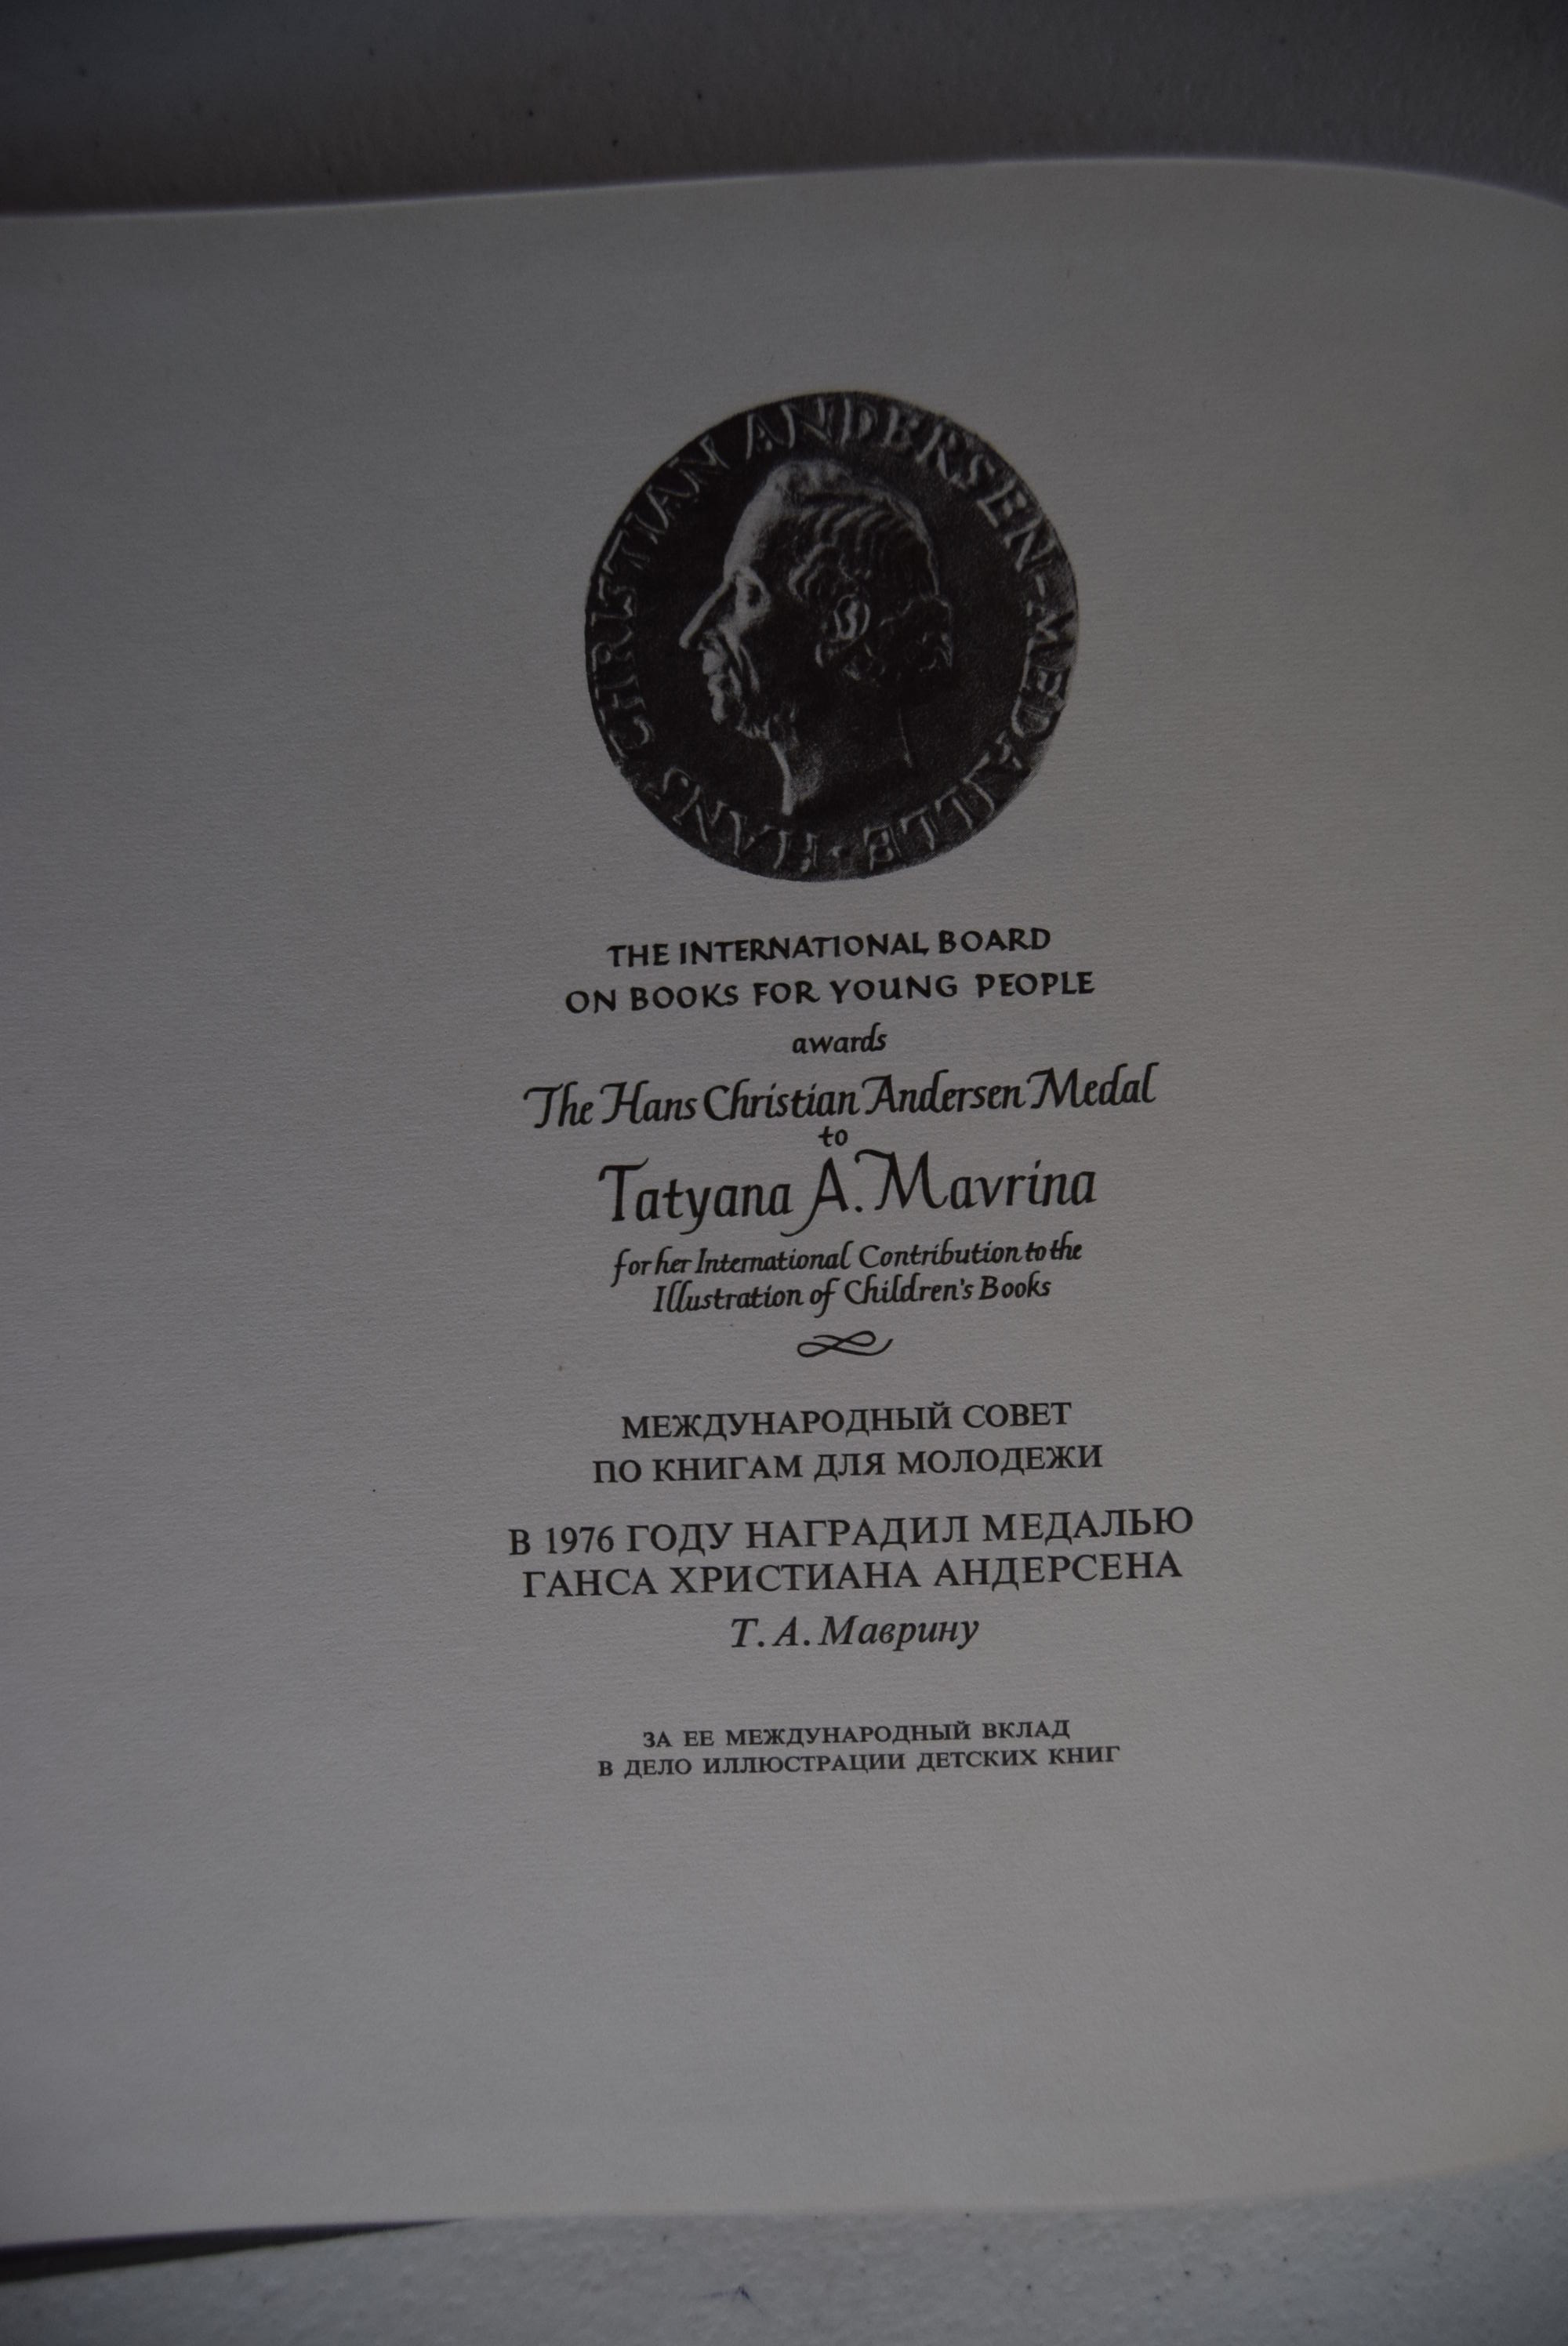 HANS CHRISTIAN ANDERSEN-MEDAILLE ·
THE INTERNATIONAL BOARD
ON BOOKS FOR YOUNG PEOPLE
awards
The Hans Christian Andersen Medal
to
Tatyana A. Mavrina
for her International Contribution to the
Illustration of Children's Books
МЕЖДУНАРОДНЫЙ СОВЕТ
ПО КНИГАМ ДЛЯ МОЛОДЕЖИ
В 1976 ГОДУ НАГРАДИЛ МЕДАЛЬЮ
ГАНСА ХРИСТИАНА АНДЕРСЕНА
Т. А. Маврину
ЗА ЕЕ МЕЖДУНАРОДНЫЙ ВКЛАД
В ДЕЛО ИЛЛЮСТРАЦИИ ДЕТСКИХ КНИГ